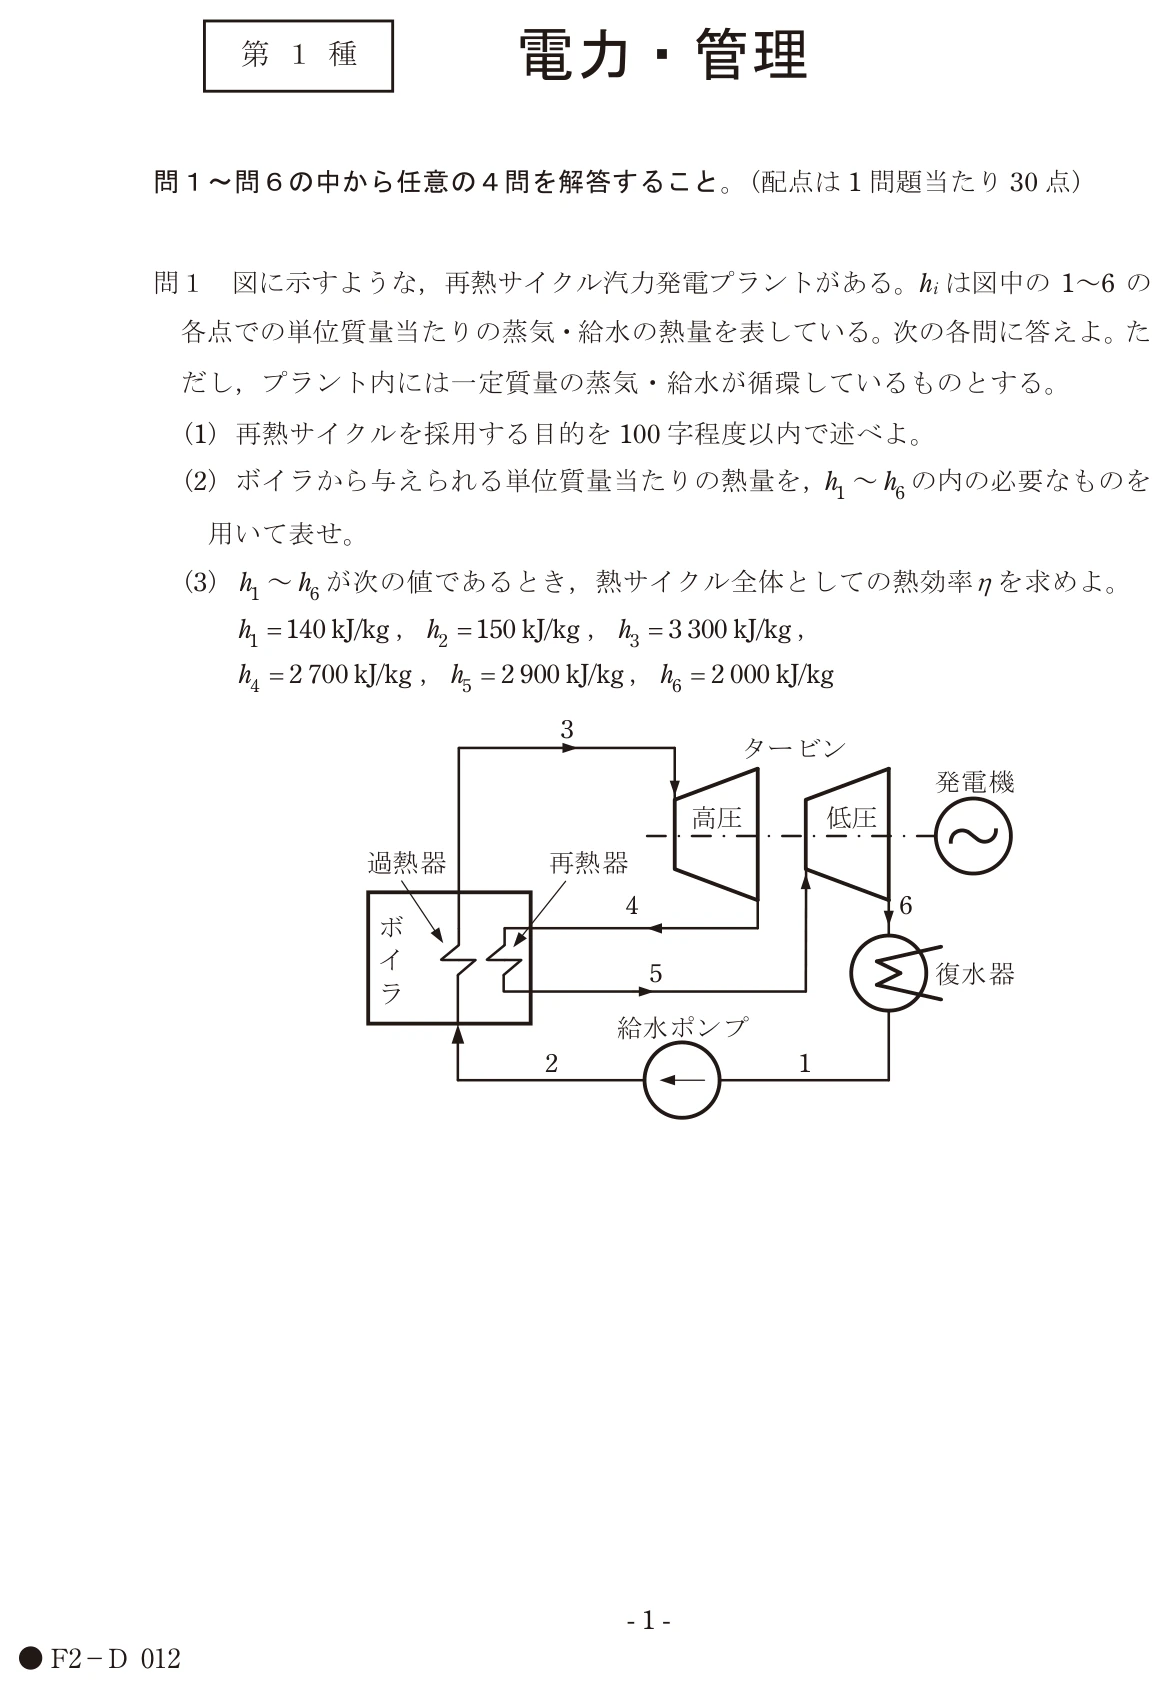 第 1 種
電力・管理
問1~問6の中から任意の4問を解答すること。(配点は1問題当たり30点)
問1 図に示すような，再熱サイクル汽力発電プラントがある。hᵢは図中の 1~6 の
各点での単位質量当たりの蒸気・給水の熱量を表している。次の各問に答えよ。た
だし，プラント内には一定質量の蒸気・給水が循環しているものとする。
(1) 再熱サイクルを採用する目的を 100 字程度以内で述べよ。
(2) ボイラから与えられる単位質量当たりの熱量を，h₁ ~ h₆ の内の必要なものを
用いて表せ。
(3) h₁ ~ h₆ が次の値であるとき，熱サイクル全体としての熱効率 η を求めよ。
h₁ = 140 kJ/kg , h₂ = 150 kJ/kg , h₃ = 3 300 kJ/kg ,
h₄ = 2 700 kJ/kg , h₅ = 2 900 kJ/kg , h₆ = 2 000 kJ/kg
3
タービン
発電機
高圧
低圧
過熱器
再熱器
4
6
ボイラ
5
復水器
給水ポンプ
2
1
- 1 -
● F2－D 012